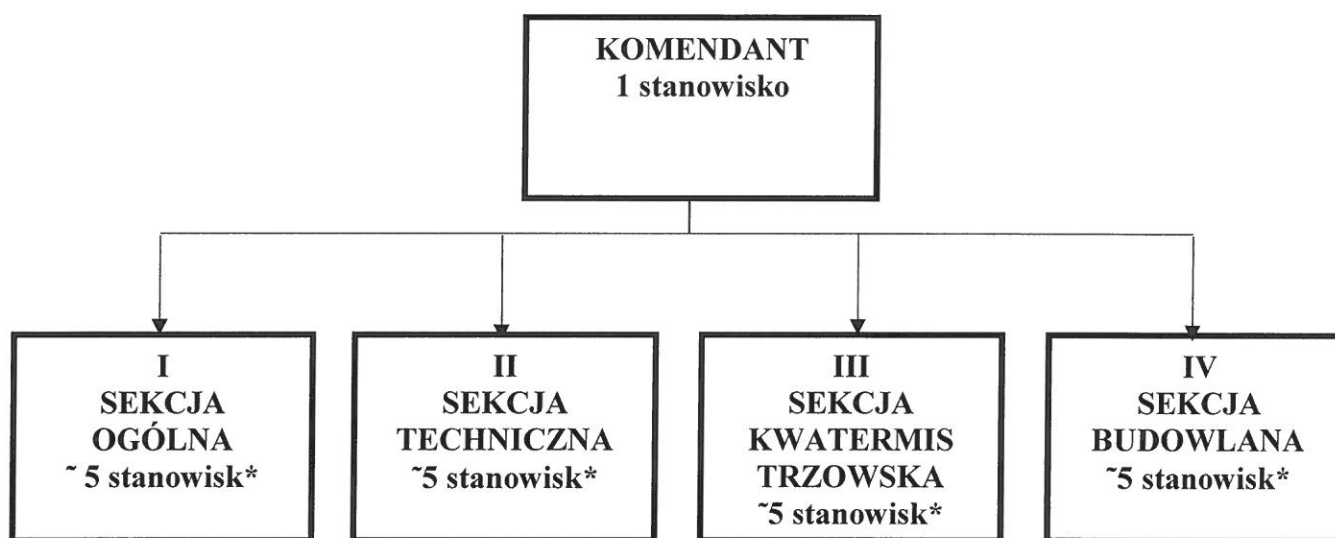 KOMENDANT
1 stanowisko
I
SEKCJA
OGÓLNA
~ 5 stanowisk*
II
SEKCJA
TECHNICZNA
~5 stanowisk*
III
SEKCJA
KWATERMIS
TRZOWSKA
~5 stanowisk*
IV
SEKCJA
BUDOWLANA
~5 stanowisk*